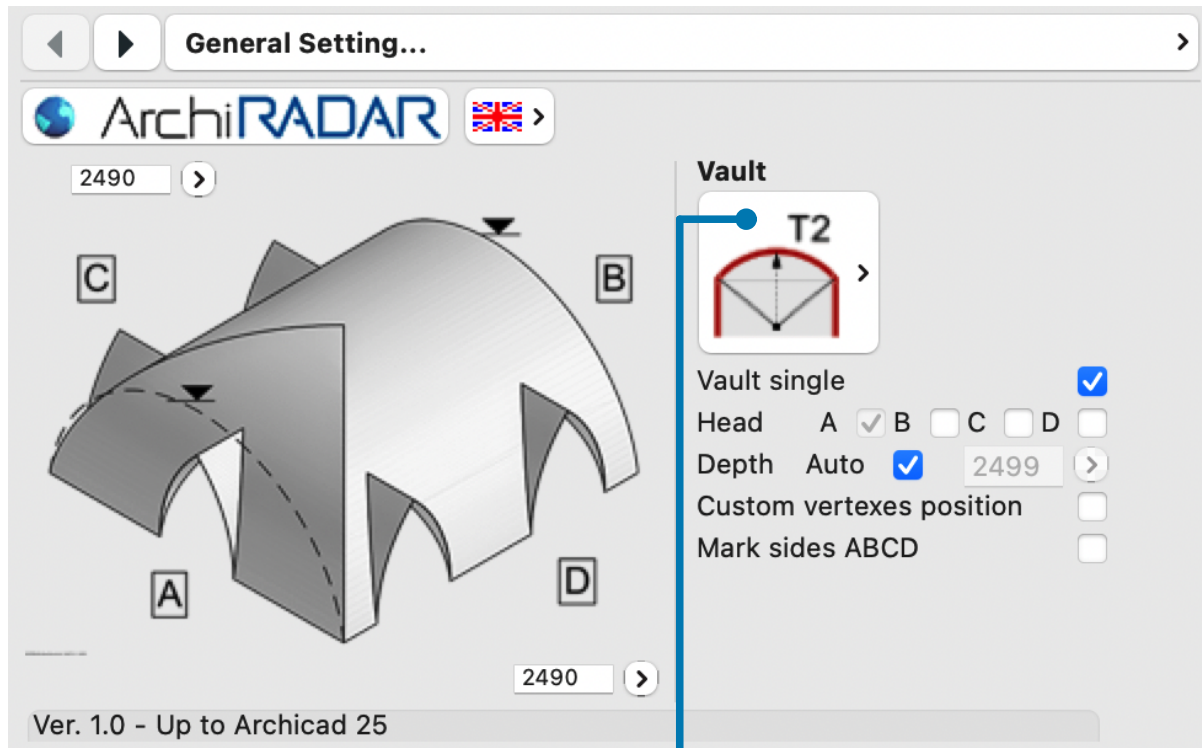 General Setting...
ArchiRADAR
2490
Vault
T2
C
B
Vault single
Head A B C D
Depth Auto 2499
Custom vertexes position
Mark sides ABCD
A
D
2490
Ver. 1.0 - Up to Archicad 25